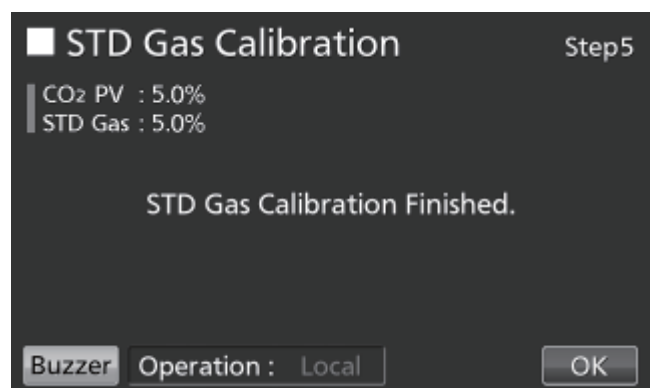 STD Gas Calibration Step5
CO₂ PV : 5.0%
STD Gas : 5.0%
STD Gas Calibration Finished.
Buzzer Operation : Local OK